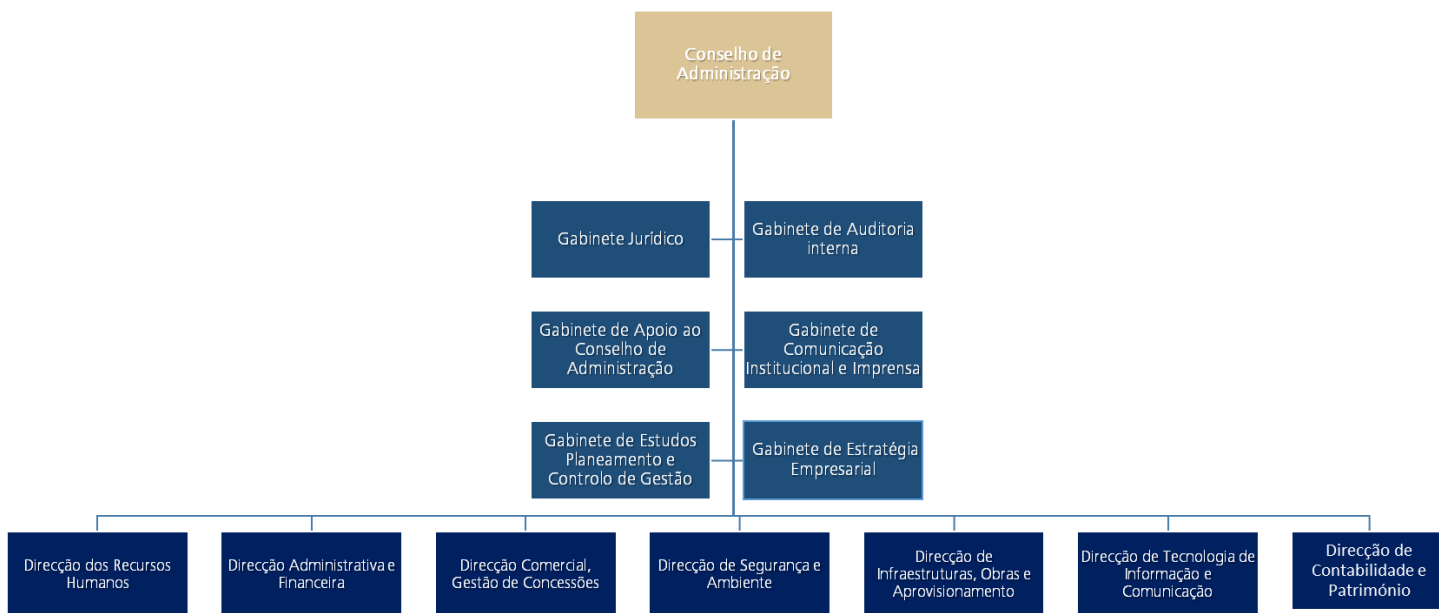 Conselho de
Administração
Gabinete Jurídico
Gabinete de Auditoria
interna
Gabinete de Apoio ao
Conselho de
Administração
Gabinete de
Comunicação
Institucional e Imprensa
Gabinete de Estudos
Planeamento e
Controlo de Gestão
Gabinete de Estratégia
Empresarial
Direcção dos Recursos
Humanos
Direcção Administrativa e
Financeira
Direcção Comercial,
Gestão de Concessões
Direcção de Segurança e
Ambiente
Direcção de
Infraestruturas, Obras e
Aprovisionamento
Direcção de Tecnologia de
Informação e
Comunicação
Direcção de
Contabilidade e
Património